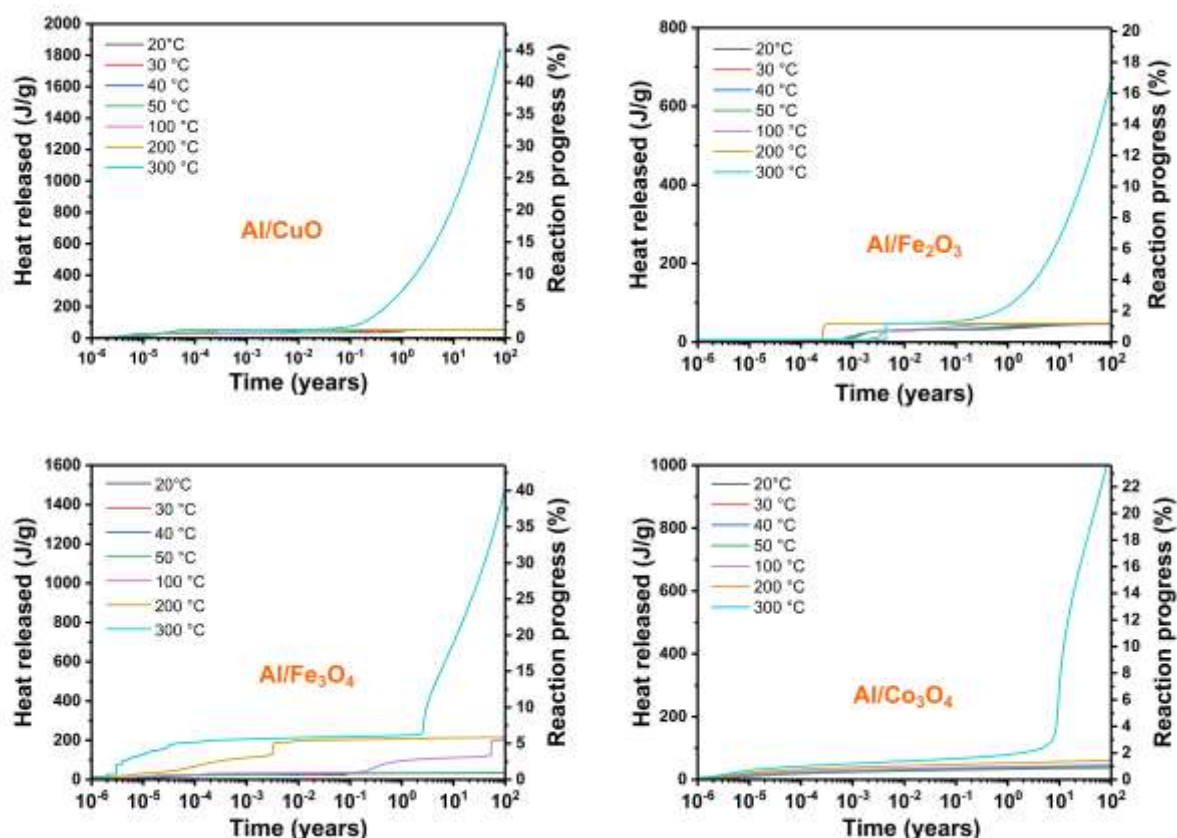 Heat released (J/g)
2000
1800
1600
1400
1200
1000
800
600
400
200
0
20°C
30 °C
40 °C
50 °C
100 °C
200 °C
300 °C
Al/CuO
45
40
35
30
25
20
15
10
5
0
Reaction progress (%)
10⁻⁶ 10⁻⁵ 10⁻⁴ 10⁻³ 10⁻² 10⁻¹ 10⁰ 10¹ 10²
Time (years)
Heat released (J/g)
800
600
400
200
0
20°C
30 °C
40 °C
50 °C
100 °C
200 °C
300 °C
Al/Fe₂O₃
20
18
16
14
12
10
8
6
4
2
0
Reaction progress (%)
10⁻⁶ 10⁻⁵ 10⁻⁴ 10⁻³ 10⁻² 10⁻¹ 10⁰ 10¹ 10²
Time (years)
Heat released (J/g)
1600
1400
1200
1000
800
600
400
200
0
20°C
30 °C
40 °C
50 °C
100 °C
200 °C
300 °C
Al/Fe₃O₄
40
35
30
25
20
15
10
5
0
Reaction progress (%)
10⁻⁶ 10⁻⁵ 10⁻⁴ 10⁻³ 10⁻² 10⁻¹ 10⁰ 10¹ 10²
Time (years)
Heat released (J/g)
1000
800
600
400
200
0
20°C
30 °C
40 °C
50 °C
100 °C
200 °C
300 °C
Al/Co₃O₄
22
20
18
16
14
12
10
8
6
4
2
0
Reaction progress (%)
10⁻⁶ 10⁻⁵ 10⁻⁴ 10⁻³ 10⁻² 10⁻¹ 10⁰ 10¹ 10²
Time (years)